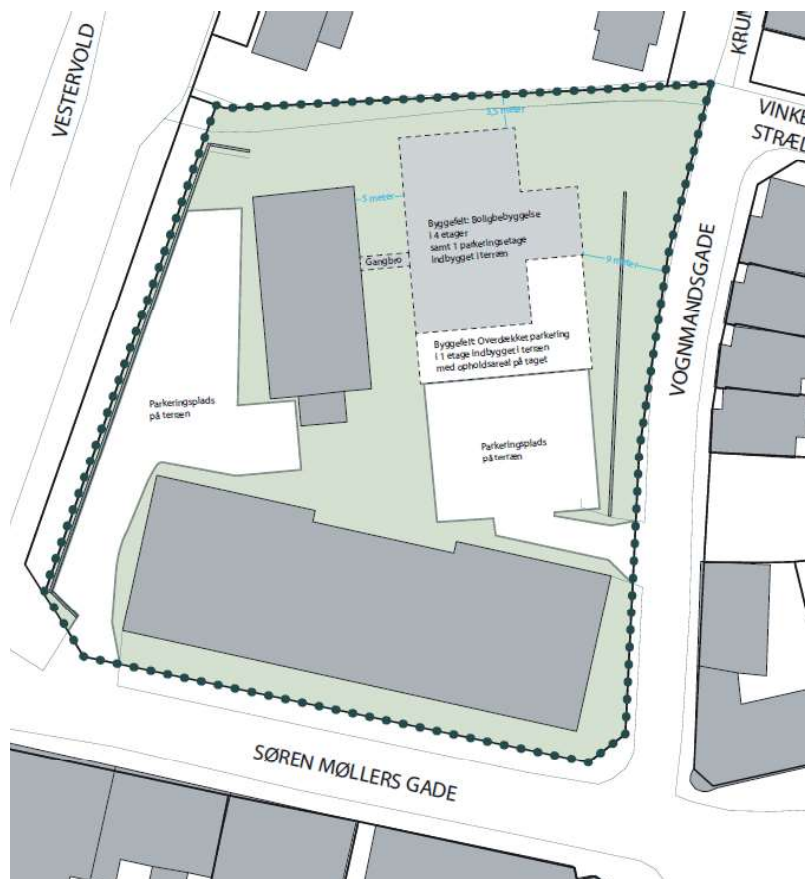 VESTERVOLD
KRUM
VINKE
STRÆD
3,5 meter
5 meter
Byggefelt: Boligbebyggelse
i 4 etager
samt 1 parkeringsetage
indbygget i terræn
Gangbro
9 meter
VOGNMANDSGADE
Byggefelt: Overdækket parkering
i 1 etage indbygget i terræn
med opholdsareal på taget
Parkeringsplads
på terræn
Parkeringsplads
på terræn
SØREN MØLLERS GADE